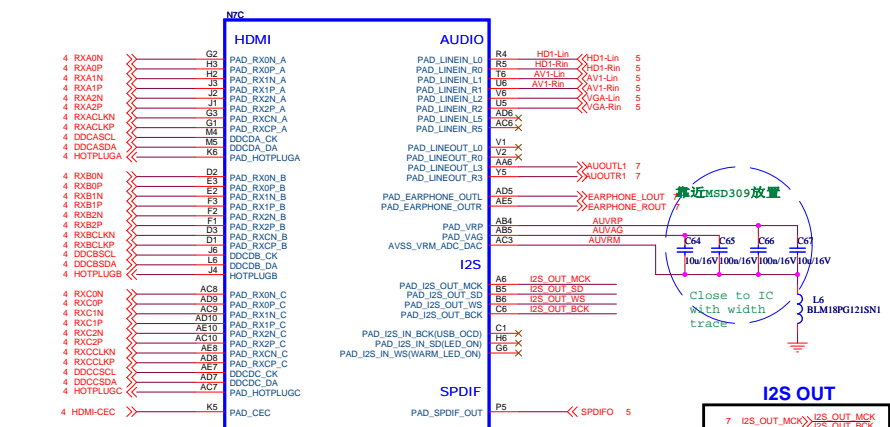 N7C
HDMI AUDIO
4 RXA0N G2 PAD_RX0N_A
4 RXA0P H3 PAD_RX0P_A
4 RXA1N H2 PAD_RX1N_A
4 RXA1P J3 PAD_RX1P_A
4 RXA2N J2 PAD_RX2N_A
4 RXA2P J1 PAD_RX2P_A
4 RXACLKN G3 PAD_RXCN_A
4 RXACLKP G1 PAD_RXCP_A
4 DDCASCL M4 DDCDA_CK
4 DDCASDA M5 DDCDA_DA
4 HOTPLUGA K6 PAD_HOTPLUGA
4 RXB0N D2 PAD_RX0N_B
4 RXB0P E3 PAD_RX0P_B
4 RXB1N E2 PAD_RX1N_B
4 RXB1P F3 PAD_RX1P_B
4 RXB2N F2 PAD_RX2N_B
4 RXB2P F1 PAD_RX2P_B
4 RXBCLKN D3 PAD_RXCN_B
4 RXBCLKP D1 PAD_RXCP_B
4 DDCBSCL J6 DDCDB_CK
4 DDCBSDA L6 DDCDB_DA
4 HOTPLUGB J4 HOTPLUGB
4 RXC0N AC8 PAD_RX0N_C
4 RXC0P AD9 PAD_RX0P_C
4 RXC1N AC9 PAD_RX1N_C
4 RXC1P AD10 PAD_RX1P_C
4 RXC2N AE10 PAD_RX2N_C
4 RXC2P AC10 PAD_RX2P_C
4 RXCCLKN AE8 PAD_RXCN_C
4 RXCCLKP AD8 PAD_RXCP_C
4 DDCCSCL AE7 DDCDC_CK
4 DDCCSDA AD7 DDCDC_DA
4 HOTPLUGC AC7 PAD_HOTPLUGC
4 HDMI-CEC K5 PAD_CEC
PAD_LINEIN_L0 R4 HD1-Lin HD1-Lin 5
PAD_LINEIN_R0 R5 HD1-Rin HD1-Rin 5
PAD_LINEIN_L1 T6 AV1-Lin AV1-Lin 5
PAD_LINEIN_R1 U6 AV1-Rin AV1-Rin 5
PAD_LINEIN_L2 V6 VGA-Lin 5
PAD_LINEIN_R2 U5 VGA-Rin 5
PAD_LINEIN_L5 AD6
PAD_LINEIN_R5 AC6
PAD_LINEOUT_L0 V1
PAD_LINEOUT_R0 V2
PAD_LINEOUT_L3 AA6 AUOUTL1 7
PAD_LINEOUT_R3 Y5 AUOUTR1 7
PAD_EARPHONE_OUTL AD5 EARPHONE_LOUT 7
PAD_EARPHONE_OUTR AE5 EARPHONE_ROUT 7
PAD_VRP AB4 AUVRP
PAD_VAG AB5 AUVAG
AVSS_VRM_ADC_DAC AC3 AUVRM
I2S
PAD_I2S_OUT_MCK A6 I2S_OUT_MCK
PAD_I2S_OUT_SD B5 I2S_OUT_SD
PAD_I2S_OUT_WS B6 I2S_OUT_WS
PAD_I2S_OUT_BCK C6 I2S_OUT_BCK
PAD_I2S_IN_BCK(USB_OCD) C1
PAD_I2S_IN_SD(LED_ON) H6
PAD_I2S_IN_WS(WARM_LED_ON) G6
SPDIF
PAD_SPDIF_OUT P5 SPDIFO 5
靠近MSD309放置
C64 C65 C66 C67
10u/16V 100n/16V 100n/16V 10u/16V
Close to IC
with width
trace
L6
BLM18PG121SN1
I2S OUT
7 I2S_OUT_MCK I2S_OUT_MCK
I2S_OUT_BCK